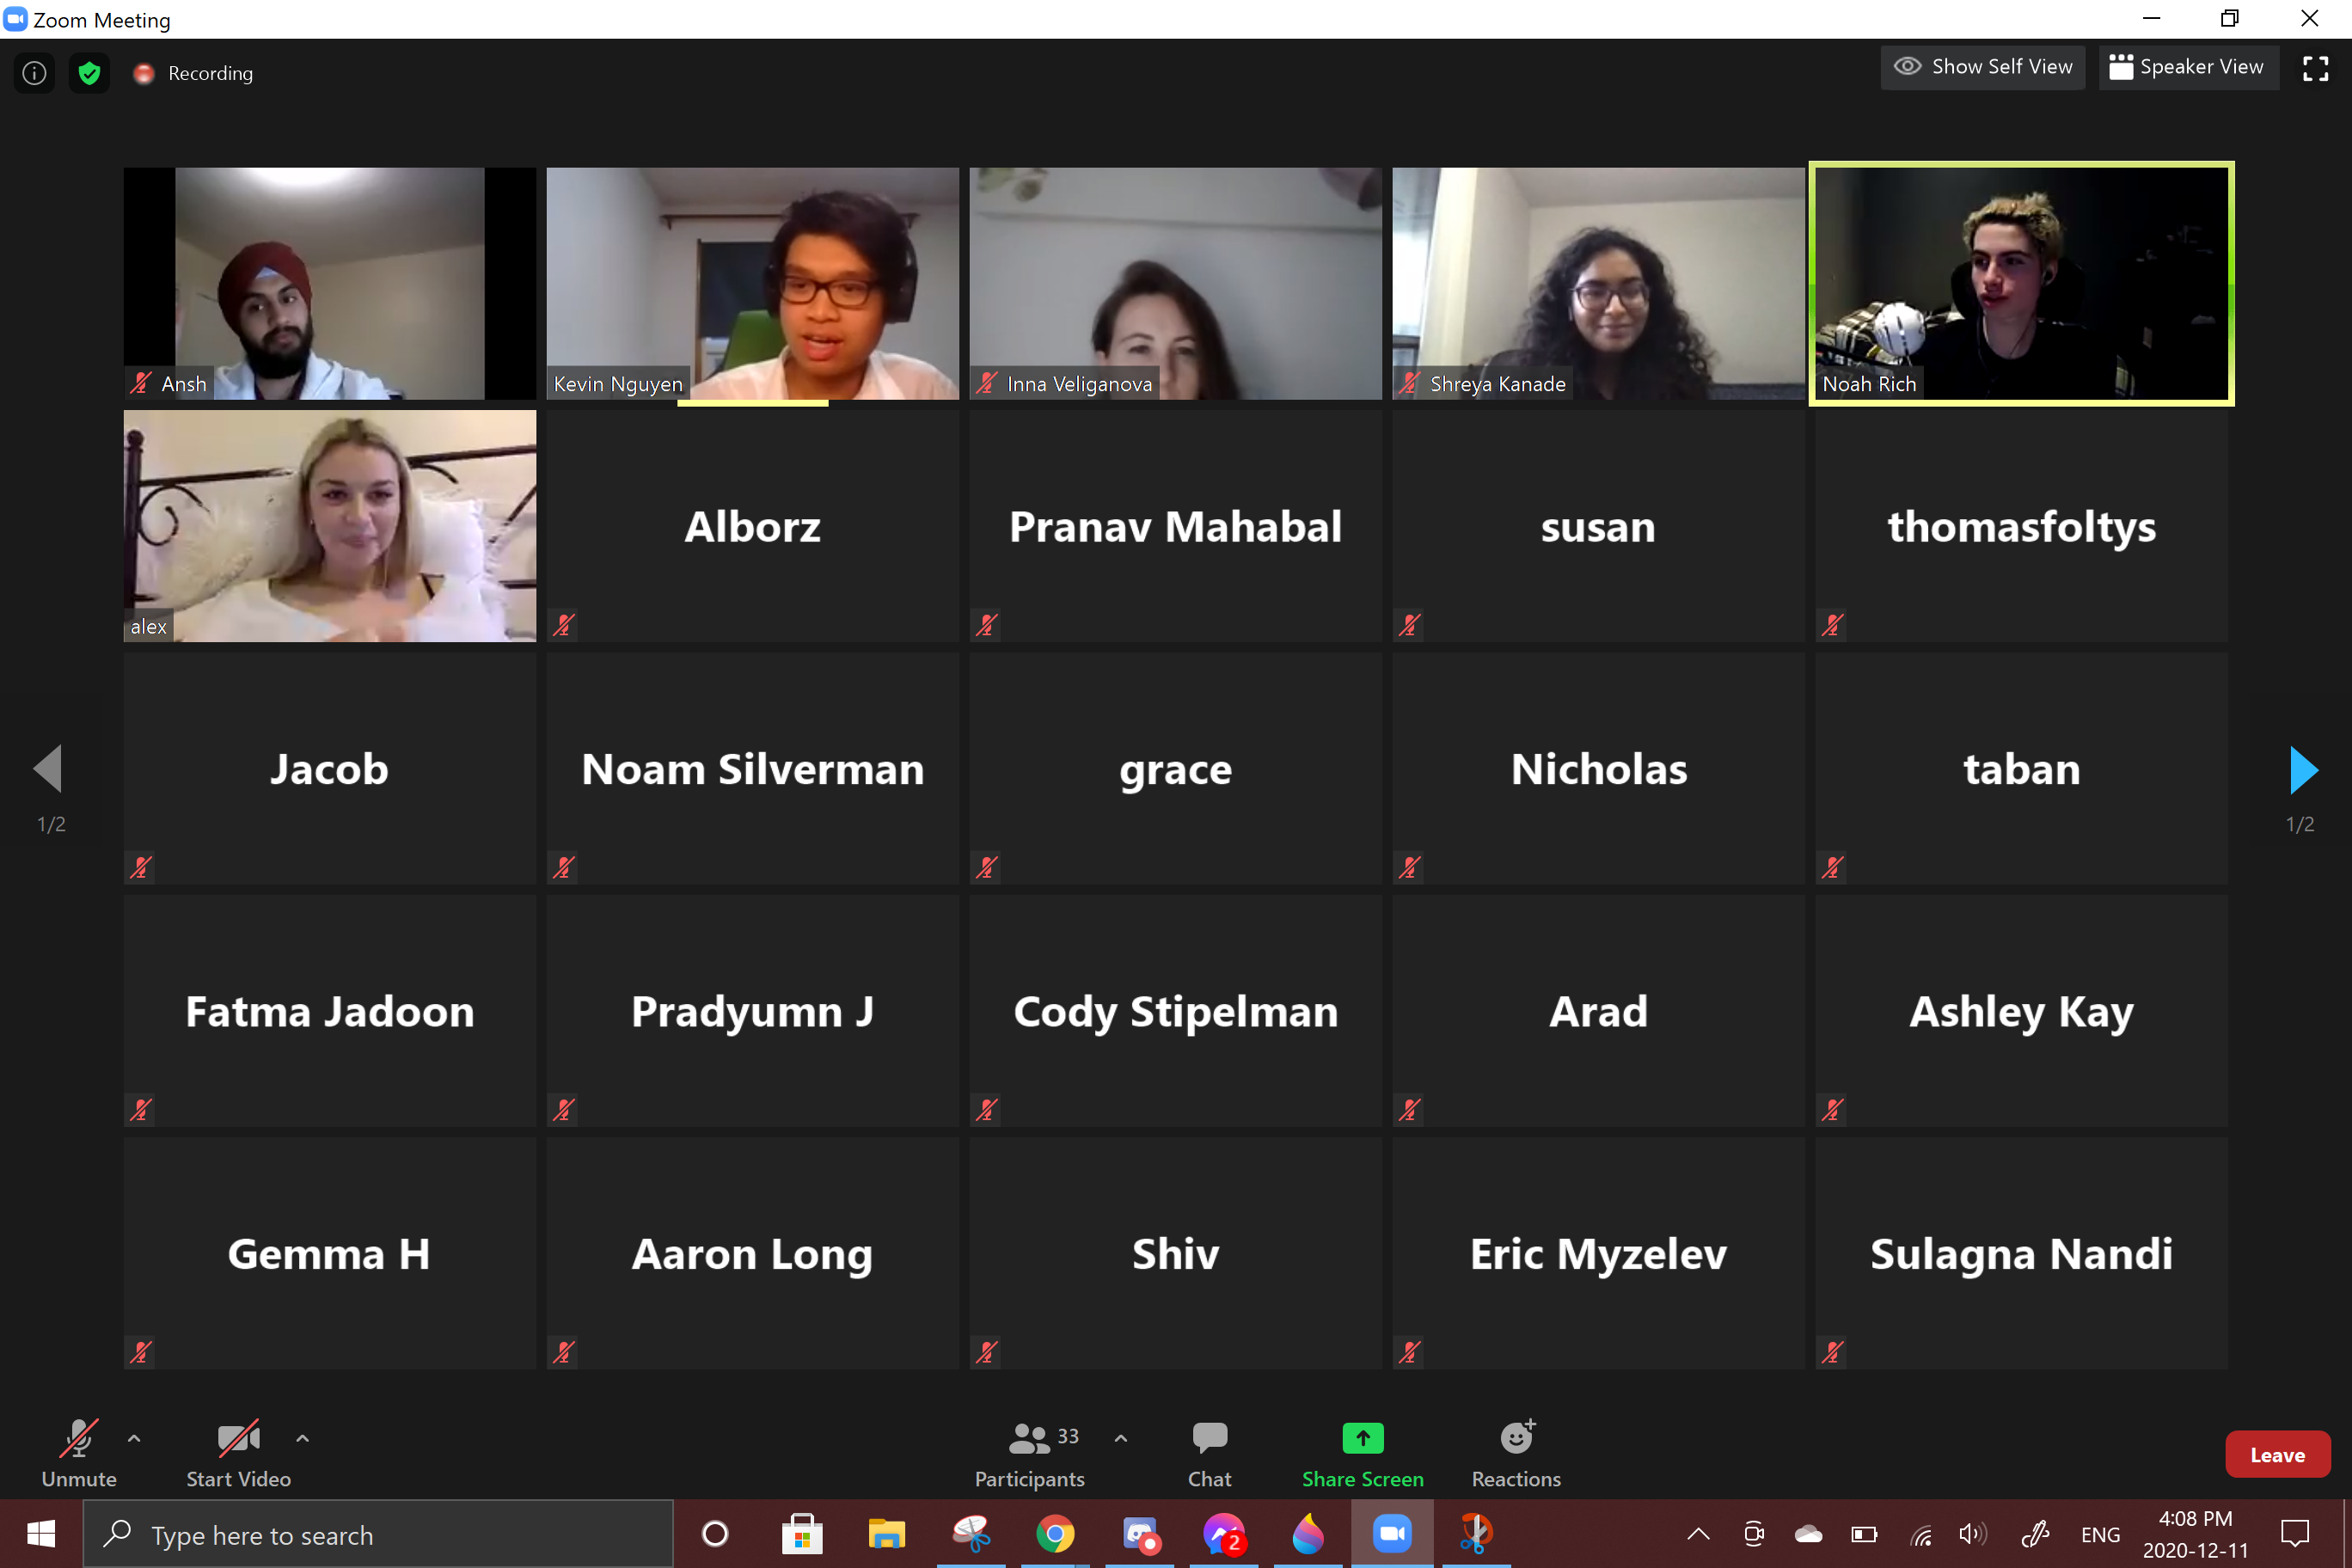 Zoom Meeting
Recording
Show Self View
Speaker View
Ansh
Kevin Nguyen
Inna Veliganova
Shreya Kanade
Noah Rich
alex
Alborz
Pranav Mahabal
susan
thomasfoltys
Jacob
Noam Silverman
grace
Nicholas
taban
1/2
1/2
Fatma Jadoon
Pradyumn J
Cody Stipelman
Arad
Ashley Kay
Gemma H
Aaron Long
Shiv
Eric Myzelev
Sulagna Nandi
Unmute
Start Video
33
Participants
Chat
Share Screen
Reactions
Leave
Type here to search
2
ENG
4:08 PM
2020-12-11